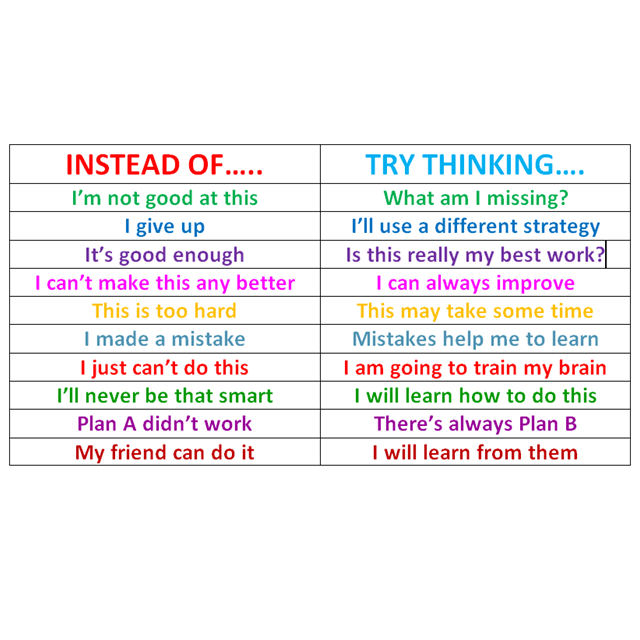 INSTEAD OF….. TRY THINKING….
I’m not good at this What am I missing?
I give up I’ll use a different strategy
It’s good enough Is this really my best work?
I can’t make this any better I can always improve
This is too hard This may take some time
I made a mistake Mistakes help me to learn
I just can’t do this I am going to train my brain
I’ll never be that smart I will learn how to do this
Plan A didn’t work There’s always Plan B
My friend can do it I will learn from them